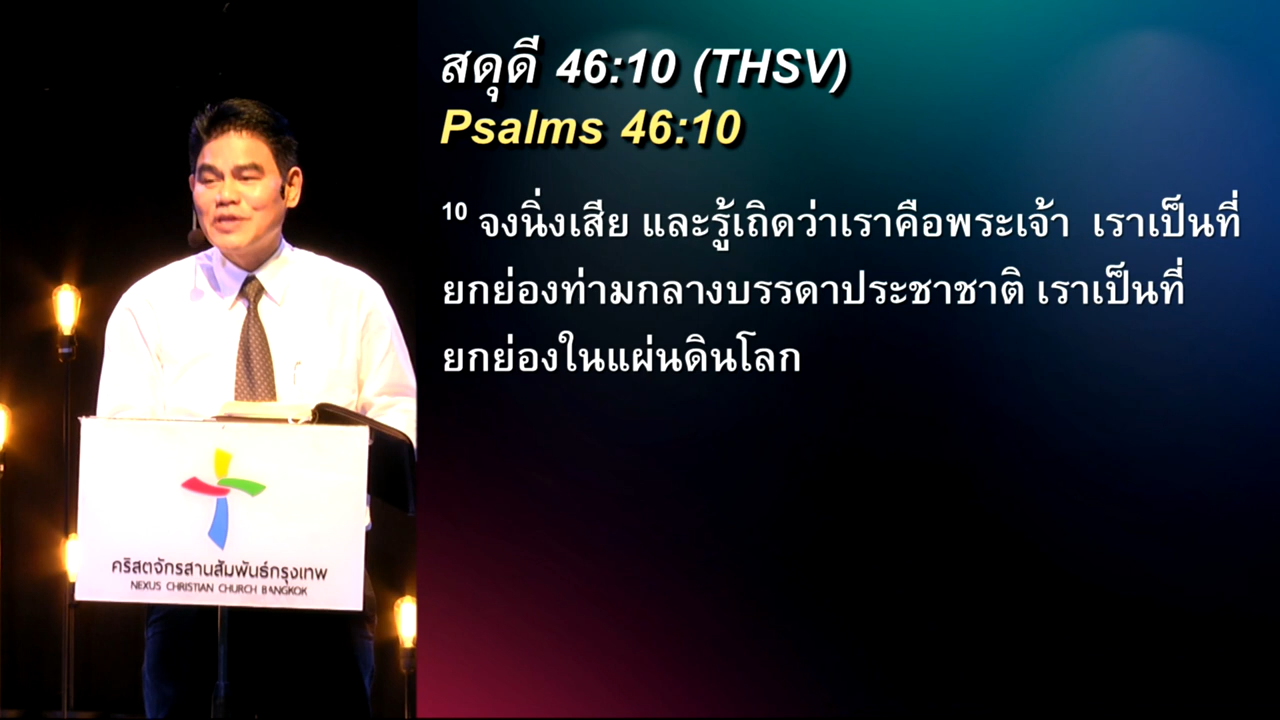 สดุดี 46:10 (THSV)
Psalms 46:10
10 จงนิ่งเสีย และรู้เถิดว่าเราคือพระเจ้า เราเป็นที่
ยกย่องท่ามกลางบรรดาประชาชาติ เราเป็นที่
ยกย่องในแผ่นดินโลก
คริสตจักรสานสัมพันธ์กรุงเทพ
NEXUS CHRISTIAN CHURCH BANGKOK